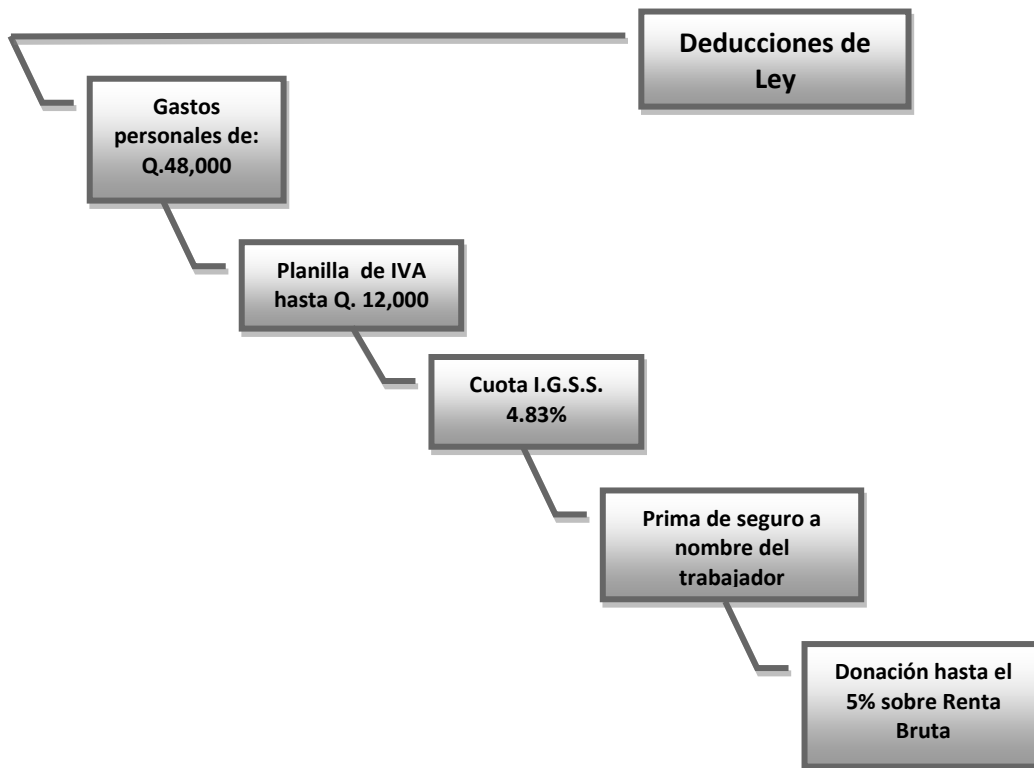 Deducciones de
Ley
Gastos
personales de:
Q.48,000
Planilla de IVA
hasta Q. 12,000
Cuota I.G.S.S.
4.83%
Prima de seguro a
nombre del
trabajador
Donación hasta el
5% sobre Renta
Bruta